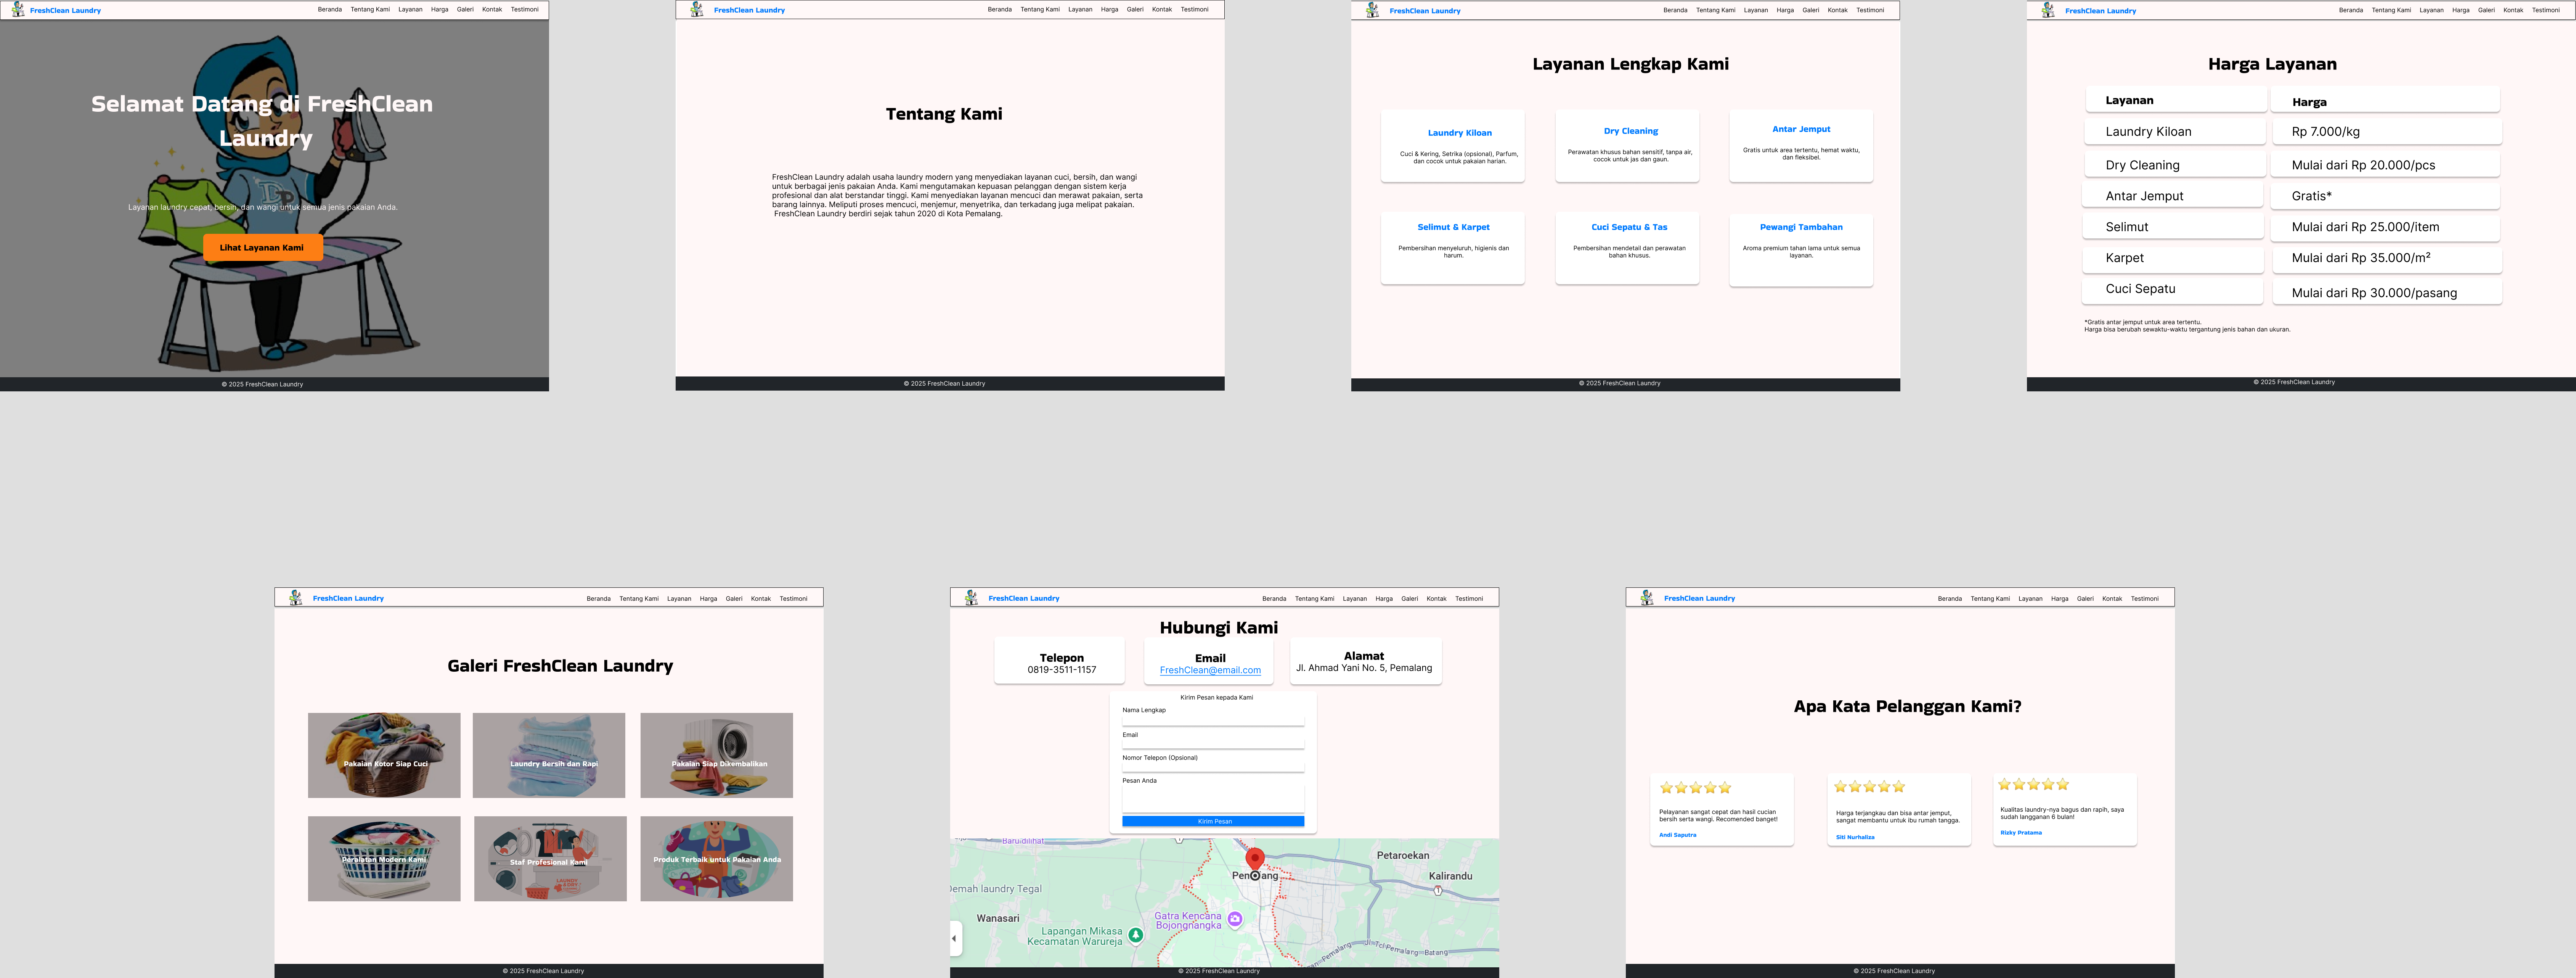 FreshClean Laundry
Beranda Tentang Kami Layanan Harga Galeri Kontak Testimoni
Selamat Datang di FreshClean
Laundry
DP
Layanan laundry cepat, bersih, dan wangi untuk semua jenis pakaian Anda.
Lihat Layanan Kami
© 2025 FreshClean Laundry
FreshClean Laundry
Beranda Tentang Kami Layanan Harga Galeri Kontak Testimoni
Tentang Kami
FreshClean Laundry adalah usaha laundry modern yang menyediakan layanan cuci, bersih, dan wangi
untuk berbagai jenis pakaian Anda. Kami mengutamakan kepuasan pelanggan dengan sistem kerja
profesional dan alat berstandar tinggi. Kami menyediakan layanan mencuci dan merawat pakaian, serta
barang lainnya. Meliputi proses mencuci, menjemur, menyetrika, dan terkadang juga melipat pakaian.
FreshClean Laundry berdiri sejak tahun 2020 di Kota Pemalang.
© 2025 FreshClean Laundry
FreshClean Laundry
Beranda Tentang Kami Layanan Harga Galeri Kontak Testimoni
Layanan Lengkap Kami
Laundry Kiloan
Cuci & Kering, Setrika (opsional), Parfum,
dan cocok untuk pakaian harian.
Dry Cleaning
Perawatan khusus bahan sensitif, tanpa air,
cocok untuk jas dan gaun.
Antar Jemput
Gratis untuk area tertentu, hemat waktu,
dan fleksibel.
Selimut & Karpet
Pembersihan menyeluruh, higienis dan
harum.
Cuci Sepatu & Tas
Pembersihan mendetail dan perawatan
bahan khusus.
Pewangi Tambahan
Aroma premium tahan lama untuk semua
layanan.
© 2025 FreshClean Laundry
FreshClean Laundry
Beranda Tentang Kami Layanan Harga Galeri Kontak Testimoni
Harga Layanan
Layanan Harga
Laundry Kiloan Rp 7.000/kg
Dry Cleaning Mulai dari Rp 20.000/pcs
Antar Jemput Gratis*
Selimut Mulai dari Rp 25.000/item
Karpet Mulai dari Rp 35.000/m²
Cuci Sepatu Mulai dari Rp 30.000/pasang
*Gratis antar jemput untuk area tertentu.
Harga bisa berubah sewaktu-waktu tergantung jenis bahan dan ukuran.
© 2025 FreshClean Laundry
FreshClean Laundry
Beranda Tentang Kami Layanan Harga Galeri Kontak Testimoni
Galeri FreshClean Laundry
Pakaian Kotor Siap Cuci
Laundry Bersih dan Rapi
Pakaian Siap Dikembalikan
Peralatan Modern Kami
Staf Profesional Kami
Produk Terbaik untuk Pakaian Anda
© 2025 FreshClean Laundry
FreshClean Laundry
Beranda Tentang Kami Layanan Harga Galeri Kontak Testimoni
Hubungi Kami
Telepon
0819-3511-1157
Email
FreshClean@email.com
Alamat
Jl. Ahmad Yani No. 5, Pemalang
Kirim Pesan kepada Kami
Nama Lengkap
Email
Nomor Telepon (Opsional)
Pesan Anda
Kirim Pesan
Petaroekan
Kalirandu
Wanasari
Gatra Kencana
Bojongnangka
Lapangan Mikasa
Kecamatan Warureja
laundry Tegal
© 2025 FreshClean Laundry
FreshClean Laundry
Beranda Tentang Kami Layanan Harga Galeri Kontak Testimoni
Apa Kata Pelanggan Kami?
Pelayanan sangat cepat dan hasil cucian
bersih serta wangi. Recomended banget!
Andi Saputra
Harga terjangkau dan bisa antar jemput,
sangat membantu untuk ibu rumah tangga.
Siti Nurhaliza
Kualitas laundry-nya bagus dan rapih, saya
sudah langganan 6 bulan!
Rizky Pratama
© 2025 FreshClean Laundry